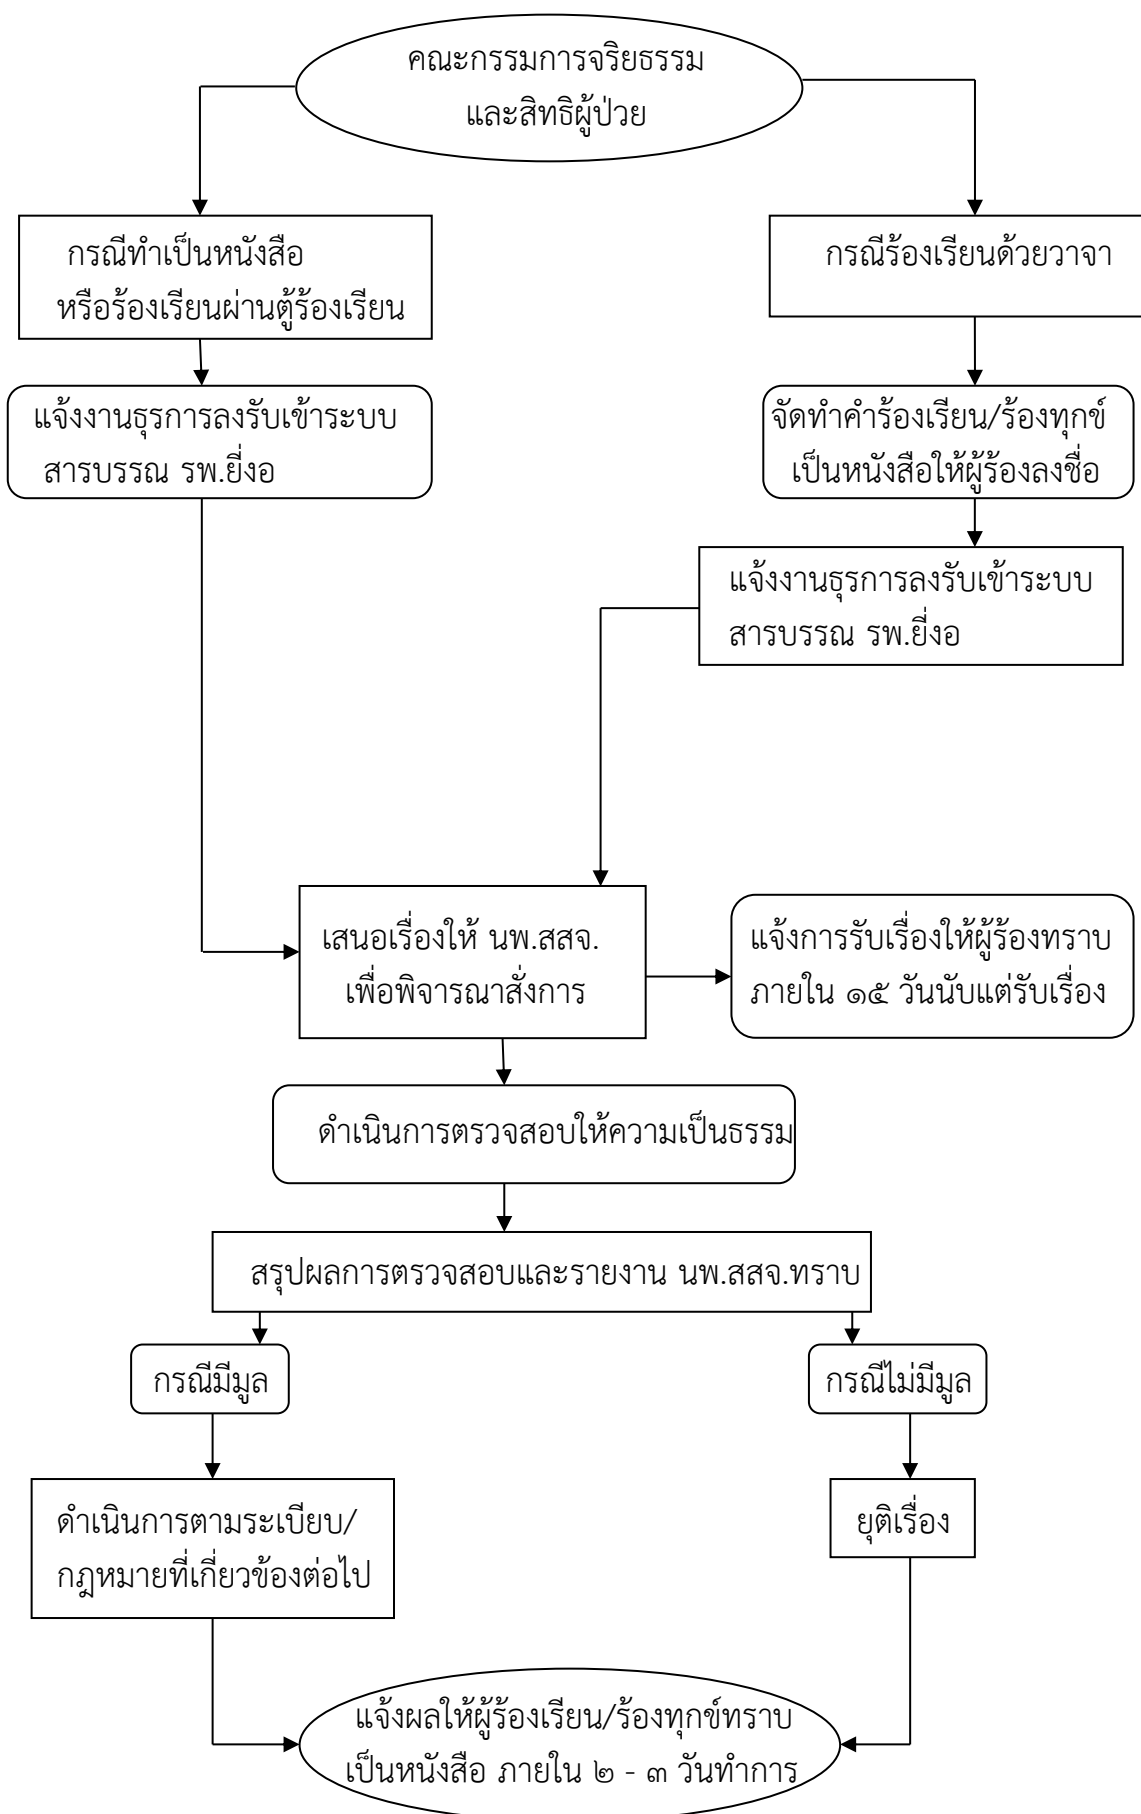 คณะกรรมการจริยธรรม
และสิทธิผู้ป่วย
กรณีทำเป็นหนังสือ
หรือร้องเรียนผ่านตู้ร้องเรียน
กรณีร้องเรียนด้วยวาจา
แจ้งงานธุรการลงรับเข้าระบบ
สารบรรณ รพ.ยี่งอ
จัดทำคำร้องเรียน/ร้องทุกข์
เป็นหนังสือให้ผู้ร้องลงชื่อ
แจ้งงานธุรการลงรับเข้าระบบ
สารบรรณ รพ.ยี่งอ
เสนอเรื่องให้ นพ.สสจ.
เพื่อพิจารณาสั่งการ
แจ้งการรับเรื่องให้ผู้ร้องทราบ
ภายใน ๑๕ วันนับแต่รับเรื่อง
ดำเนินการตรวจสอบให้ความเป็นธรรม
สรุปผลการตรวจสอบและรายงาน นพ.สสจ.ทราบ
กรณีมีมูล
กรณีไม่มีมูล
ดำเนินการตามระเบียบ/
กฎหมายที่เกี่ยวข้องต่อไป
ยุติเรื่อง
แจ้งผลให้ผู้ร้องเรียน/ร้องทุกข์ทราบ
เป็นหนังสือ ภายใน ๒ - ๓ วันทำการ